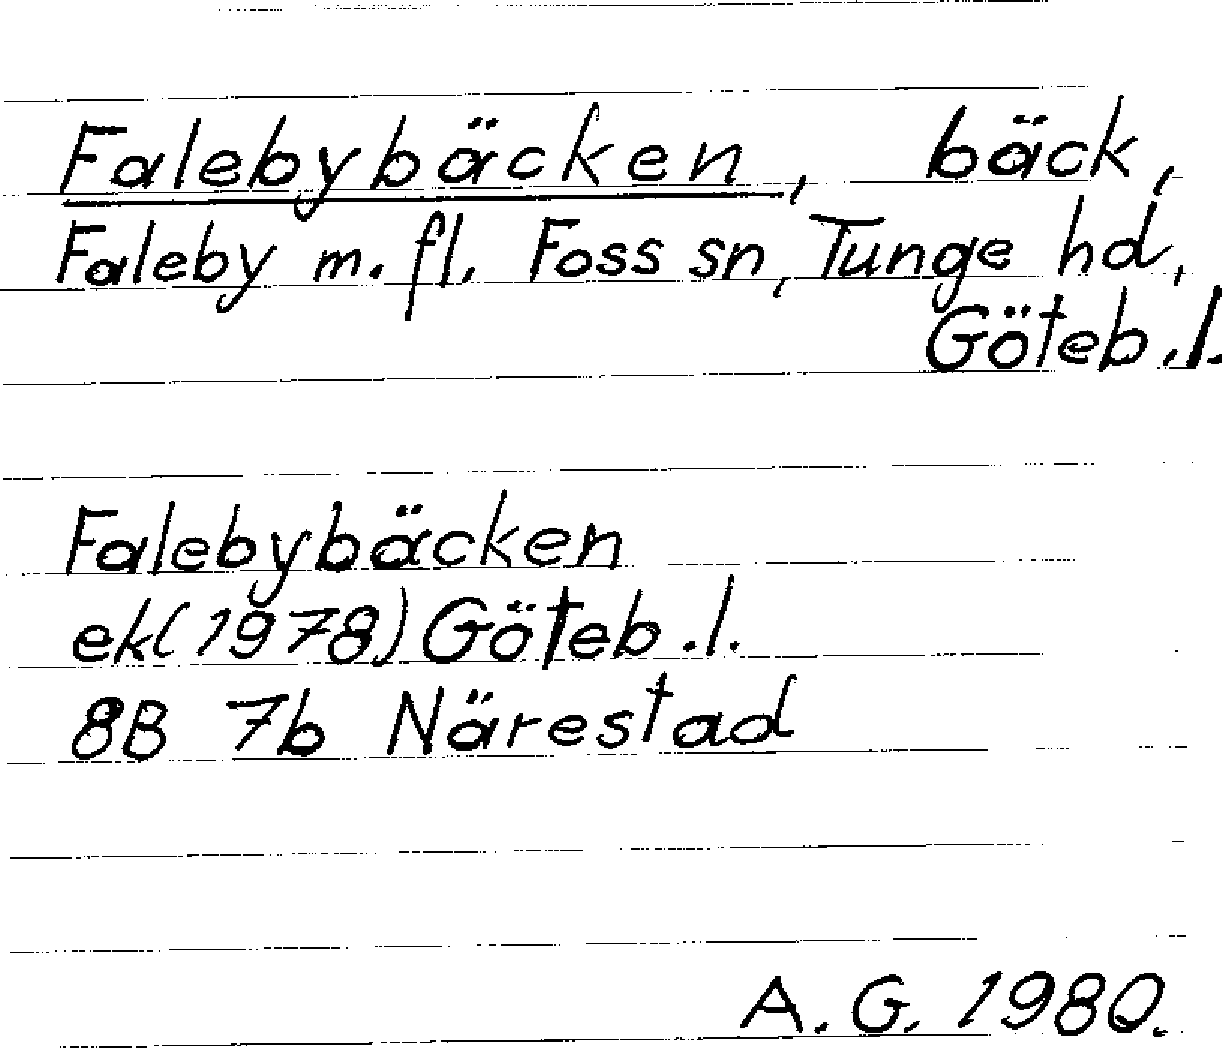 Falebybäcken, bäck,
Faleby m. fl. Foss sn, Tunge hd,
Göteb.l.
Falebybäcken
ek(1978) Göteb.l.
8B 7b Närestad
A.G. 1980.